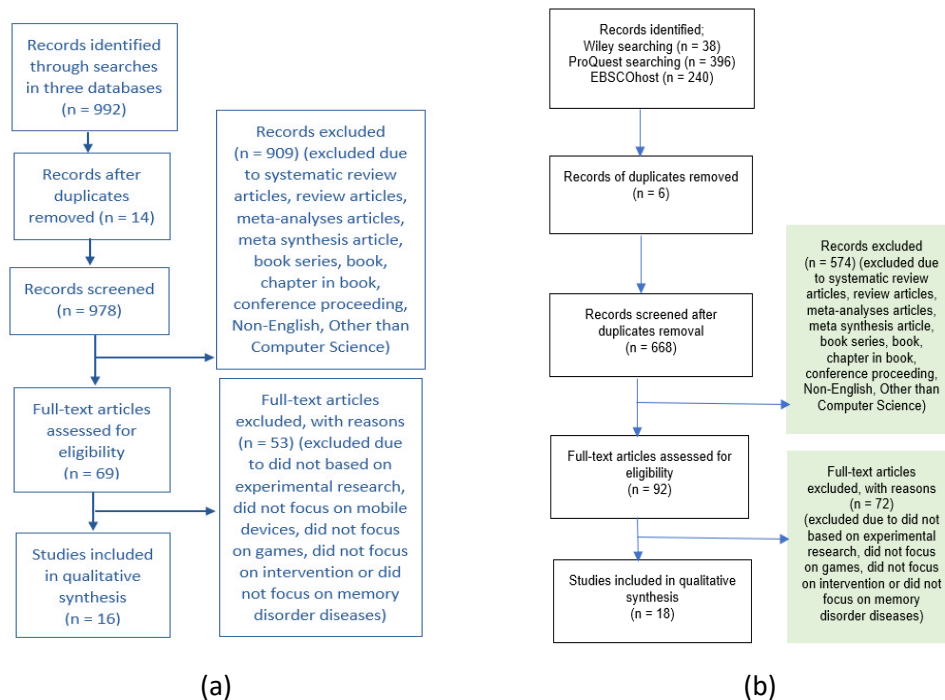 Records identified
through searches
in three databases
(n = 992)
Records after
duplicates
removed (n = 14)
Records screened
(n = 978)
Records excluded
(n = 909) (excluded due
to systematic review
articles, review articles,
meta-analyses articles,
meta synthesis article,
book series, book,
chapter in book,
conference proceeding,
Non-English, Other than
Computer Science)
Full-text articles
assessed for
eligibility
(n = 69)
Full-text articles
excluded, with reasons
(n = 53) (excluded due
to did not based on
experimental research,
did not focus on mobile
devices, did not focus
on games, did not focus
on intervention or did
not focus on memory
disorder diseases)
Studies included
in qualitative
synthesis
(n = 16)
(a)
Records identified;
Wiley searching (n = 38)
ProQuest searching (n = 396)
EBSCOhost (n = 240)
Records of duplicates removed
(n = 6)
Records screened after
duplicates removal
(n = 668)
Records excluded
(n = 574) (excluded due
to systematic review
articles, review articles,
meta-analyses articles,
meta synthesis article,
book series, book,
chapter in book,
conference proceeding,
Non-English, Other than
Computer Science)
Full-text articles assessed for
eligibility
(n = 92)
Full-text articles
excluded, with reasons
(n = 72)
(excluded due to did not
based on experimental
research, did not focus
on games, did not focus
on intervention or did not
focus on memory
disorder diseases)
Studies included in qualitative
synthesis
(n = 18)
(b)